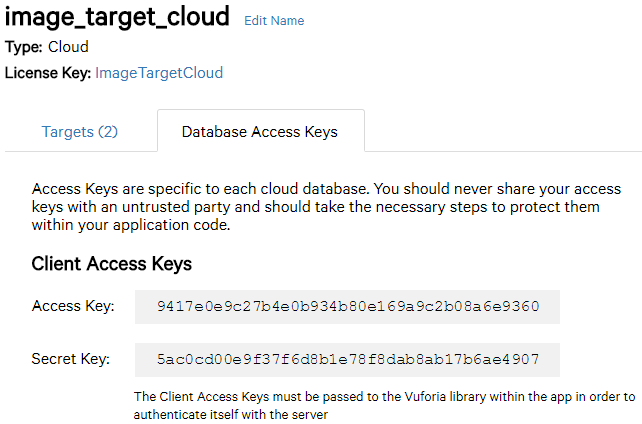 image_target_cloud Edit Name
Type: Cloud
License Key: ImageTargetCloud
Targets (2) Database Access Keys
Access Keys are specific to each cloud database. You should never share your access
keys with an untrusted party and should take the necessary steps to protect them
within your application code.
Client Access Keys
Access Key: 9417e0e9c27b4e0b934b80e169a9c2b08a6e9360
Secret Key: 5ac0cd00e9f37f6d8b1e78f8dab8ab17b6ae4907
The Client Access Keys must be passed to the Vuforia library within the app in order to
authenticate itself with the server